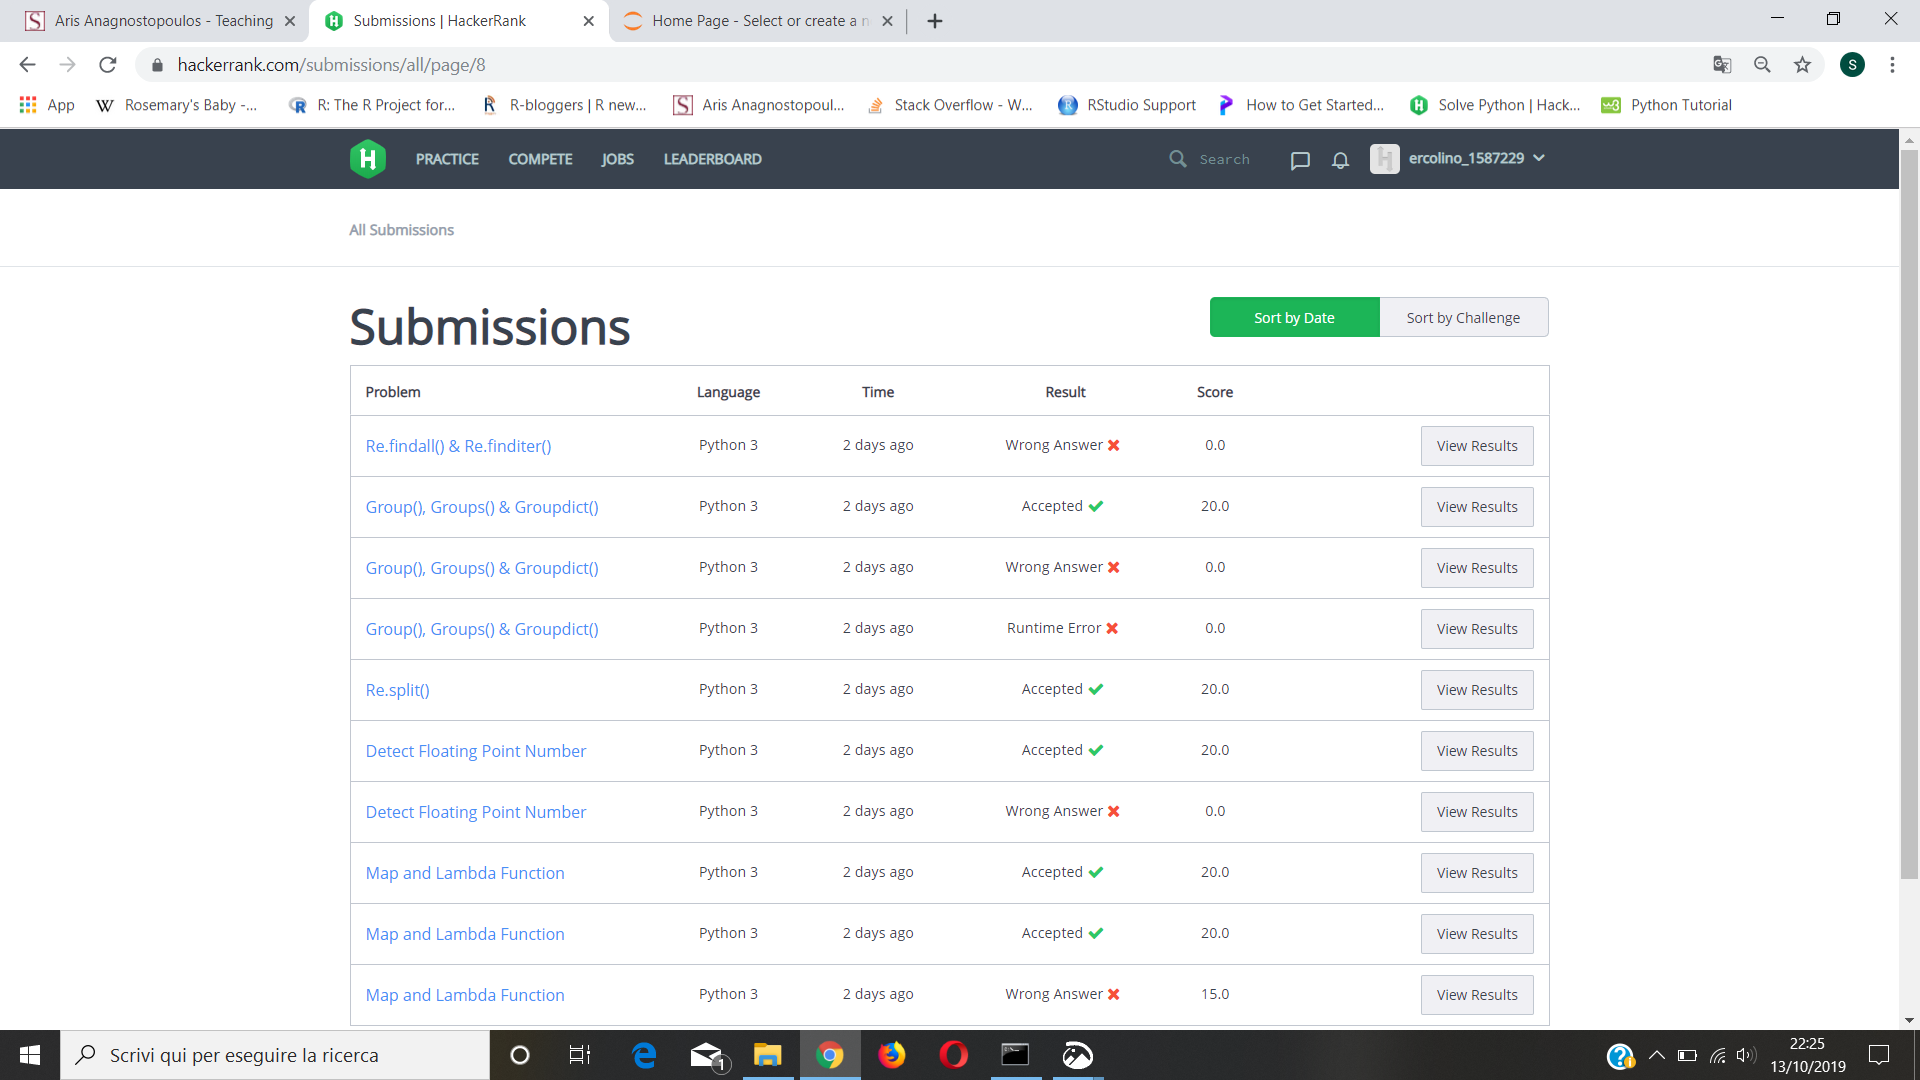 Aris Anagnostopoulos - Teaching
Submissions | HackerRank
Home Page - Select or create a n
hackerrank.com/submissions/all/page/8
S
App
Rosemary's Baby -...
R: The R Project for...
R-bloggers | R new...
Aris Anagnostopoul...
Stack Overflow - W...
RStudio Support
How to Get Started...
Solve Python | Hack...
Python Tutorial
PRACTICE
COMPETE
JOBS
LEADERBOARD
Search
ercolino_1587229
All Submissions
Submissions
Sort by Date
Sort by Challenge
Problem Language Time Result Score
Re.findall() & Re.finditer() Python 3 2 days ago Wrong Answer 0.0 View Results
Group(), Groups() & Groupdict() Python 3 2 days ago Accepted 20.0 View Results
Group(), Groups() & Groupdict() Python 3 2 days ago Wrong Answer 0.0 View Results
Group(), Groups() & Groupdict() Python 3 2 days ago Runtime Error 0.0 View Results
Re.split() Python 3 2 days ago Accepted 20.0 View Results
Detect Floating Point Number Python 3 2 days ago Accepted 20.0 View Results
Detect Floating Point Number Python 3 2 days ago Wrong Answer 0.0 View Results
Map and Lambda Function Python 3 2 days ago Accepted 20.0 View Results
Map and Lambda Function Python 3 2 days ago Accepted 20.0 View Results
Map and Lambda Function Python 3 2 days ago Wrong Answer 15.0 View Results
Scrivi qui per eseguire la ricerca
1
22:25
13/10/2019